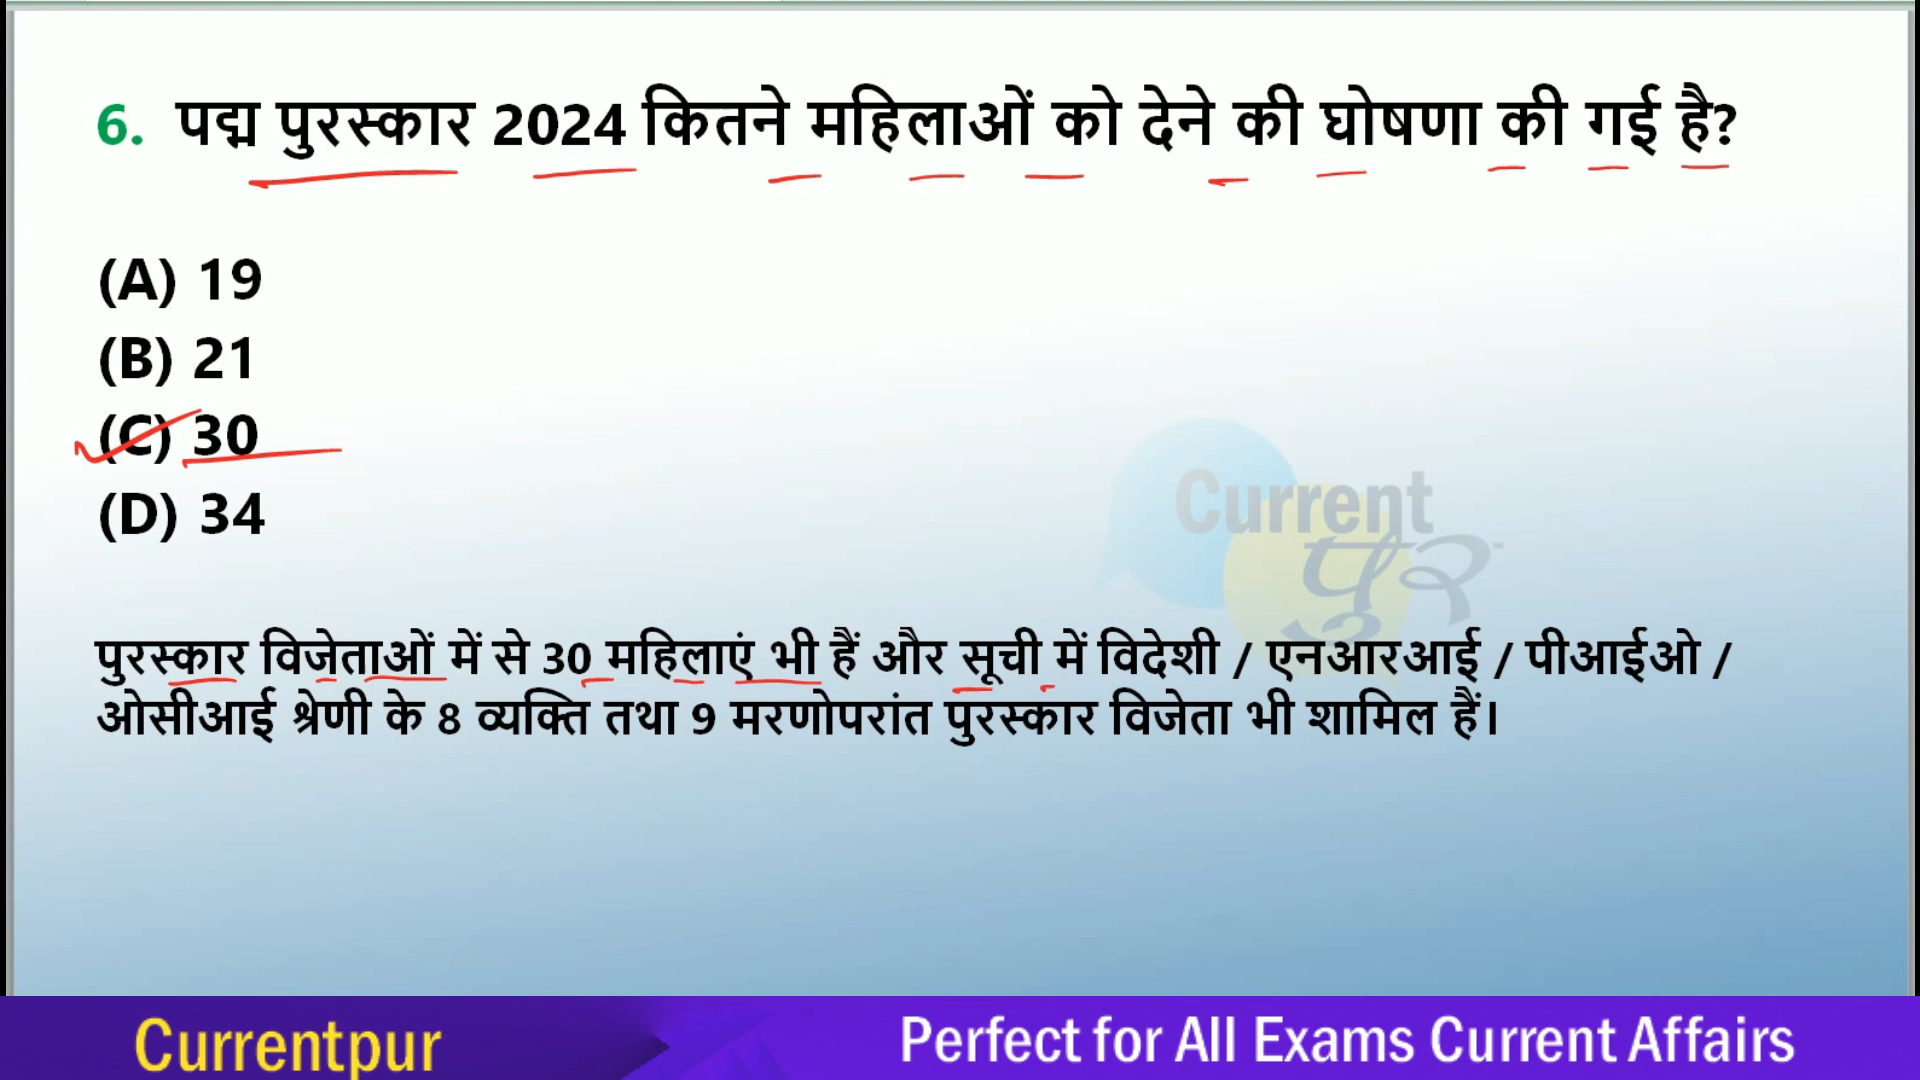 6. पद्म पुरस्कार 2024 कितने महिलाओं को देने की घोषणा की गई है?
(A) 19
(B) 21
(C) 30
(D) 34
Current
पुर
पुरस्कार विजेताओं में से 30 महिलाएं भी हैं और सूची में विदेशी / एनआरआई / पीआईओ /
ओसीआई श्रेणी के 8 व्यक्ति तथा 9 मरणोपरांत पुरस्कार विजेता भी शामिल हैं।
Currentpur
Perfect for All Exams Current Affairs